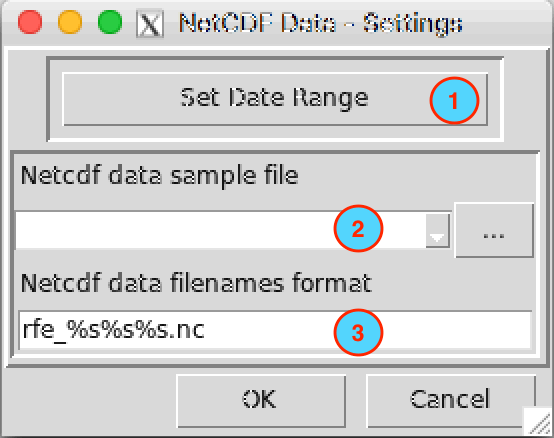 NetCDF Data - Settings
Set Date Range 1
Netcdf data sample file
2 ...
Netcdf data filenames format
rfe_%s%s%s.nc 3
OK Cancel